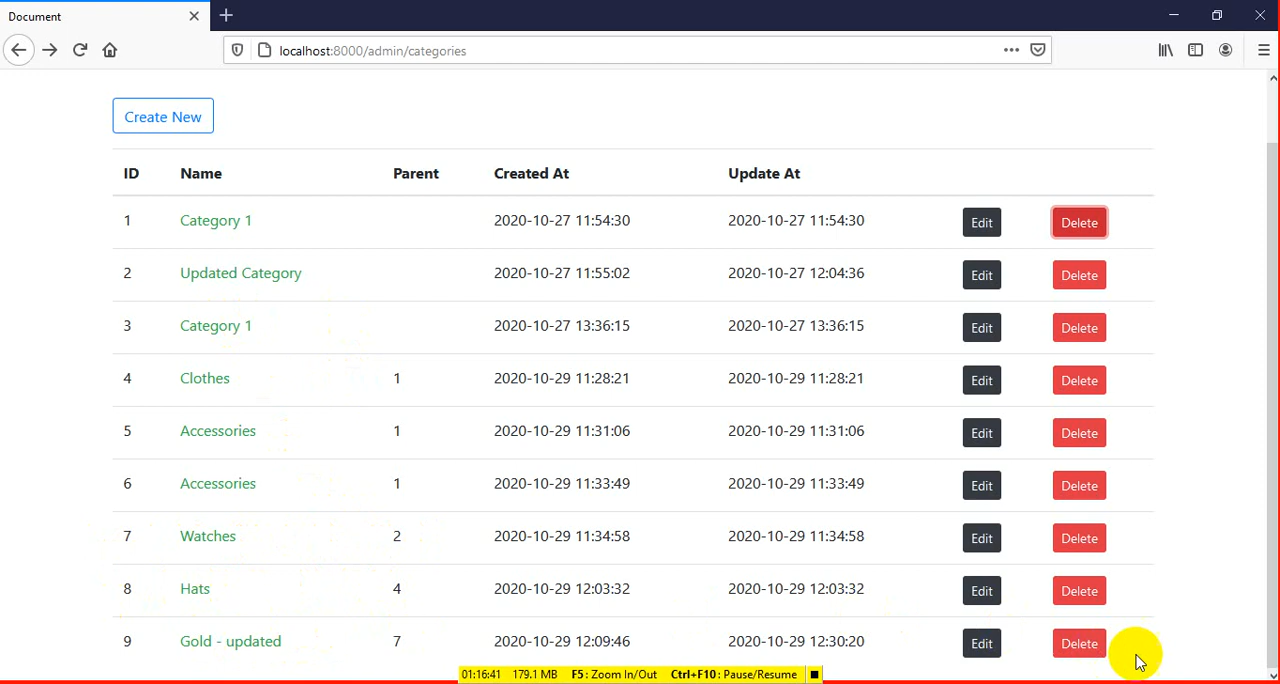 Document
localhost:8000/admin/categories
Create New
ID Name Parent Created At Update At
1 Category 1 2020-10-27 11:54:30 2020-10-27 11:54:30 Edit Delete
2 Updated Category 2020-10-27 11:55:02 2020-10-27 12:04:36 Edit Delete
3 Category 1 2020-10-27 13:36:15 2020-10-27 13:36:15 Edit Delete
4 Clothes 1 2020-10-29 11:28:21 2020-10-29 11:28:21 Edit Delete
5 Accessories 1 2020-10-29 11:31:06 2020-10-29 11:31:06 Edit Delete
6 Accessories 1 2020-10-29 11:33:49 2020-10-29 11:33:49 Edit Delete
7 Watches 2 2020-10-29 11:34:58 2020-10-29 11:34:58 Edit Delete
8 Hats 4 2020-10-29 12:03:32 2020-10-29 12:03:32 Edit Delete
9 Gold - updated 7 2020-10-29 12:09:46 2020-10-29 12:30:20 Edit Delete
01:16:41 179.1 MB F5: Zoom In/Out Ctrl+F10: Pause/Resume